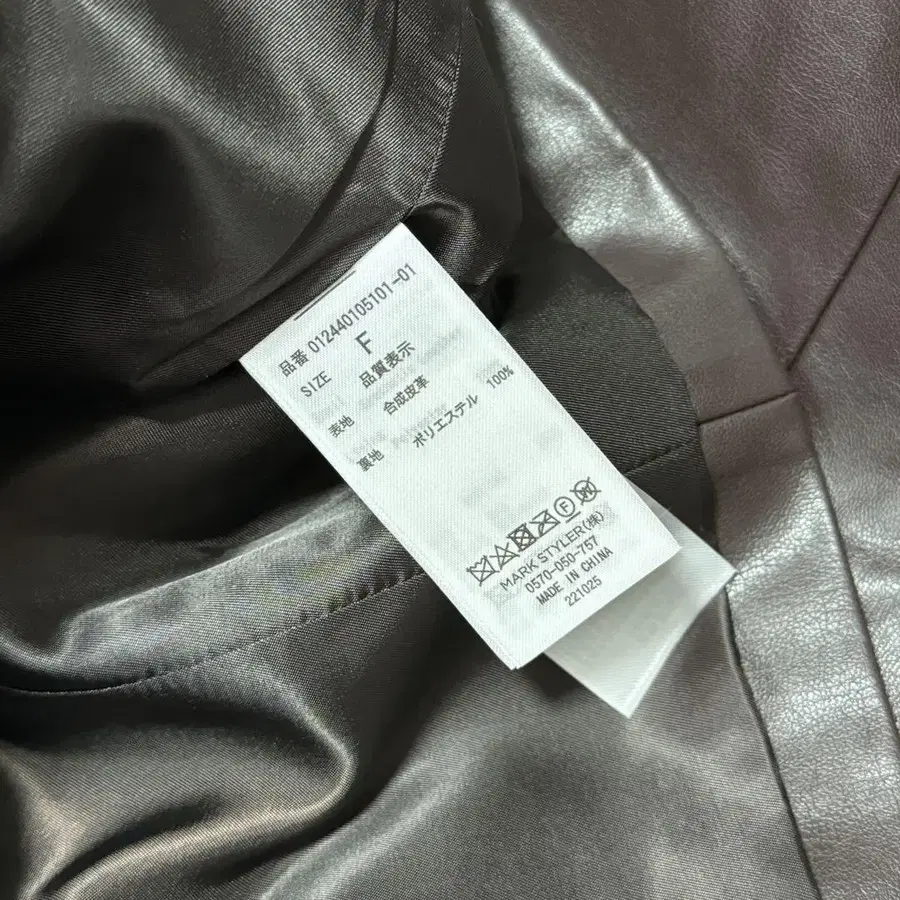 品番 012440105101-01
SIZE F
品質表示
表地 合成皮革
裏地 ポリエステル 100%
F W
MARK STYLER(株)
0570-050-757
MADE IN CHINA
221025